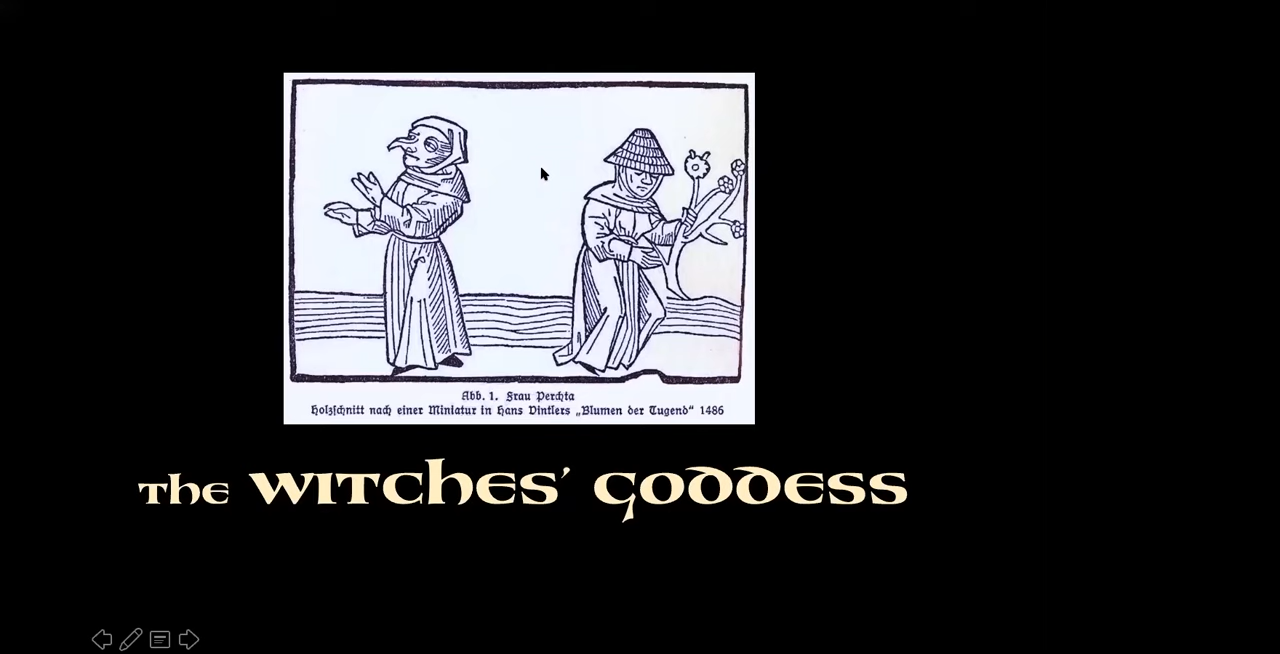 Abb. 1. Frau Perchta
Holzschnitt nach einer Miniatur in Hans Vintlers „Blumen der Tugend“ 1486
the WITChES’ GODDESS